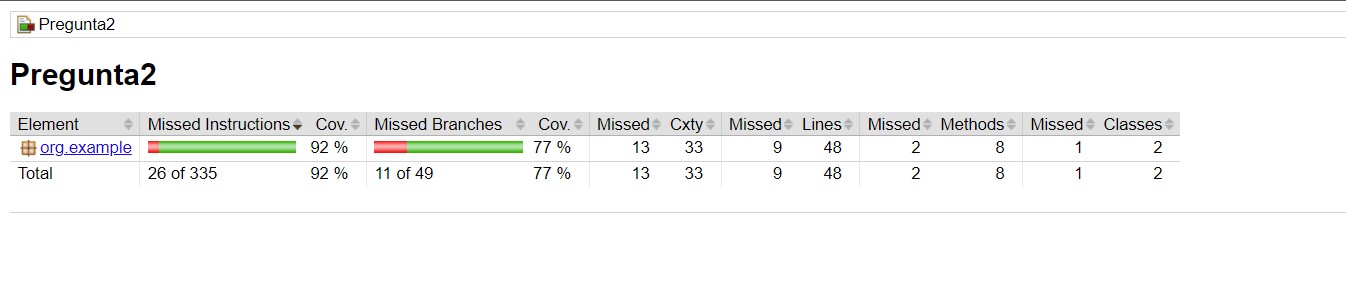 Pregunta2
Pregunta2
Element Missed Instructions Cov. Missed Branches Cov. Missed Cxty Missed Lines Missed Methods Missed Classes
org.example 92 % 77 % 13 33 9 48 2 8 1 2
Total 26 of 335 92 % 11 of 49 77 % 13 33 9 48 2 8 1 2